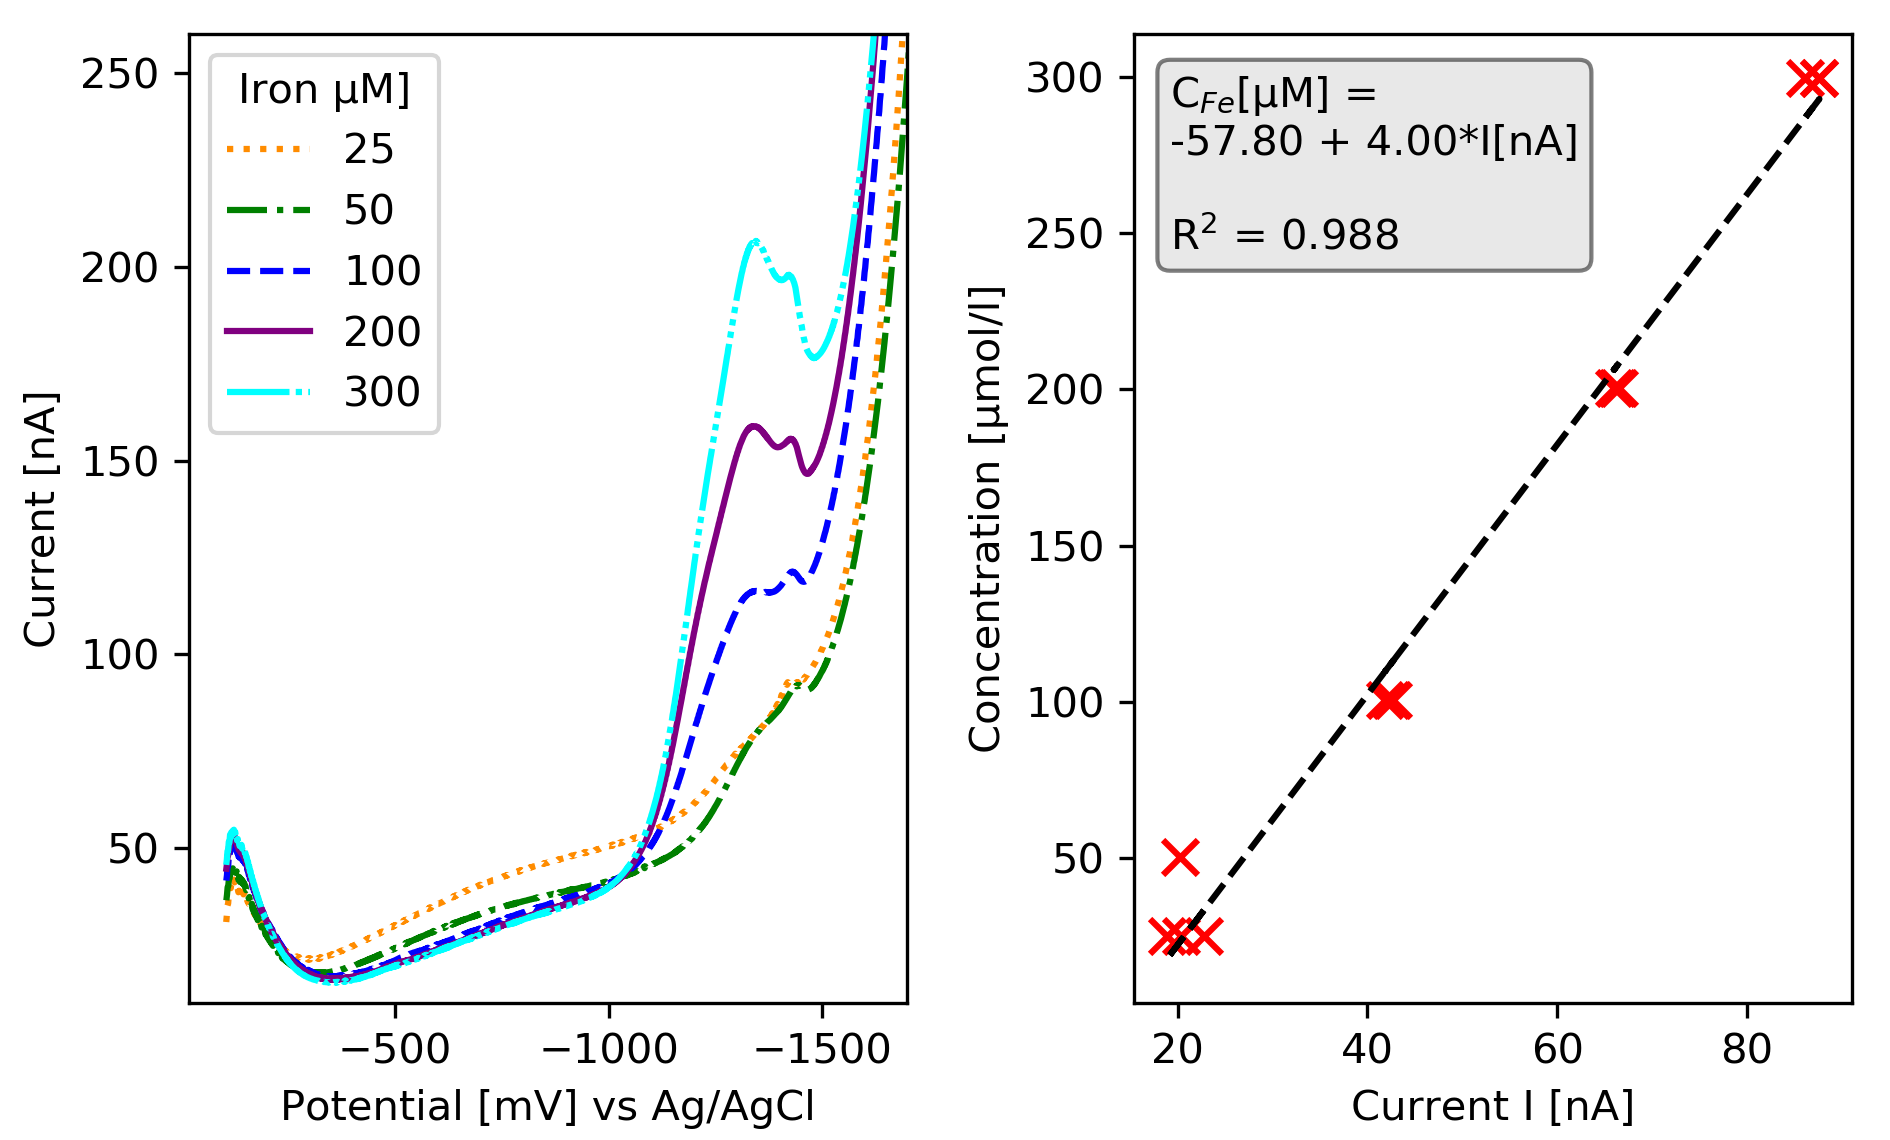 250
200
150
100
50
Current [nA]
Iron µM]
25
50
100
200
300
−500
−1000
−1500
Potential [mV] vs Ag/AgCl
300
250
200
150
100
50
Concentration [µmol/l]
C_Fe[µM] =
-57.80 + 4.00*I[nA]
R² = 0.988
20
40
60
80
Current I [nA]